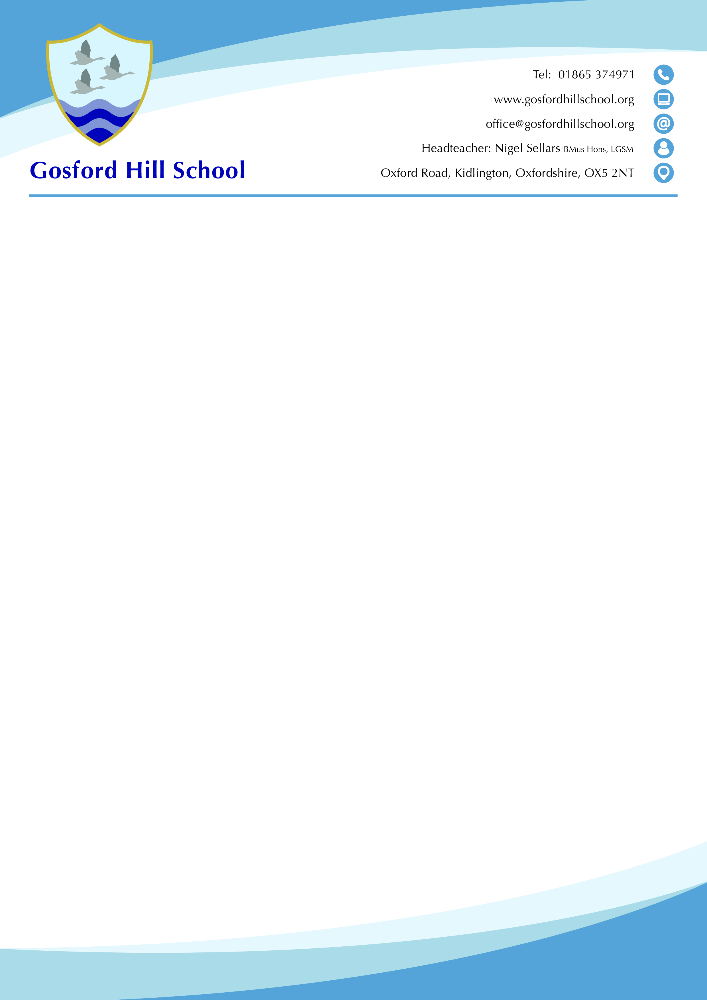 Tel: 01865 374971
www.gosfordhillschool.org
office@gosfordhillschool.org
Headteacher: Nigel Sellars BMus Hons, LGSM
Gosford Hill School
Oxford Road, Kidlington, Oxfordshire, OX5 2NT